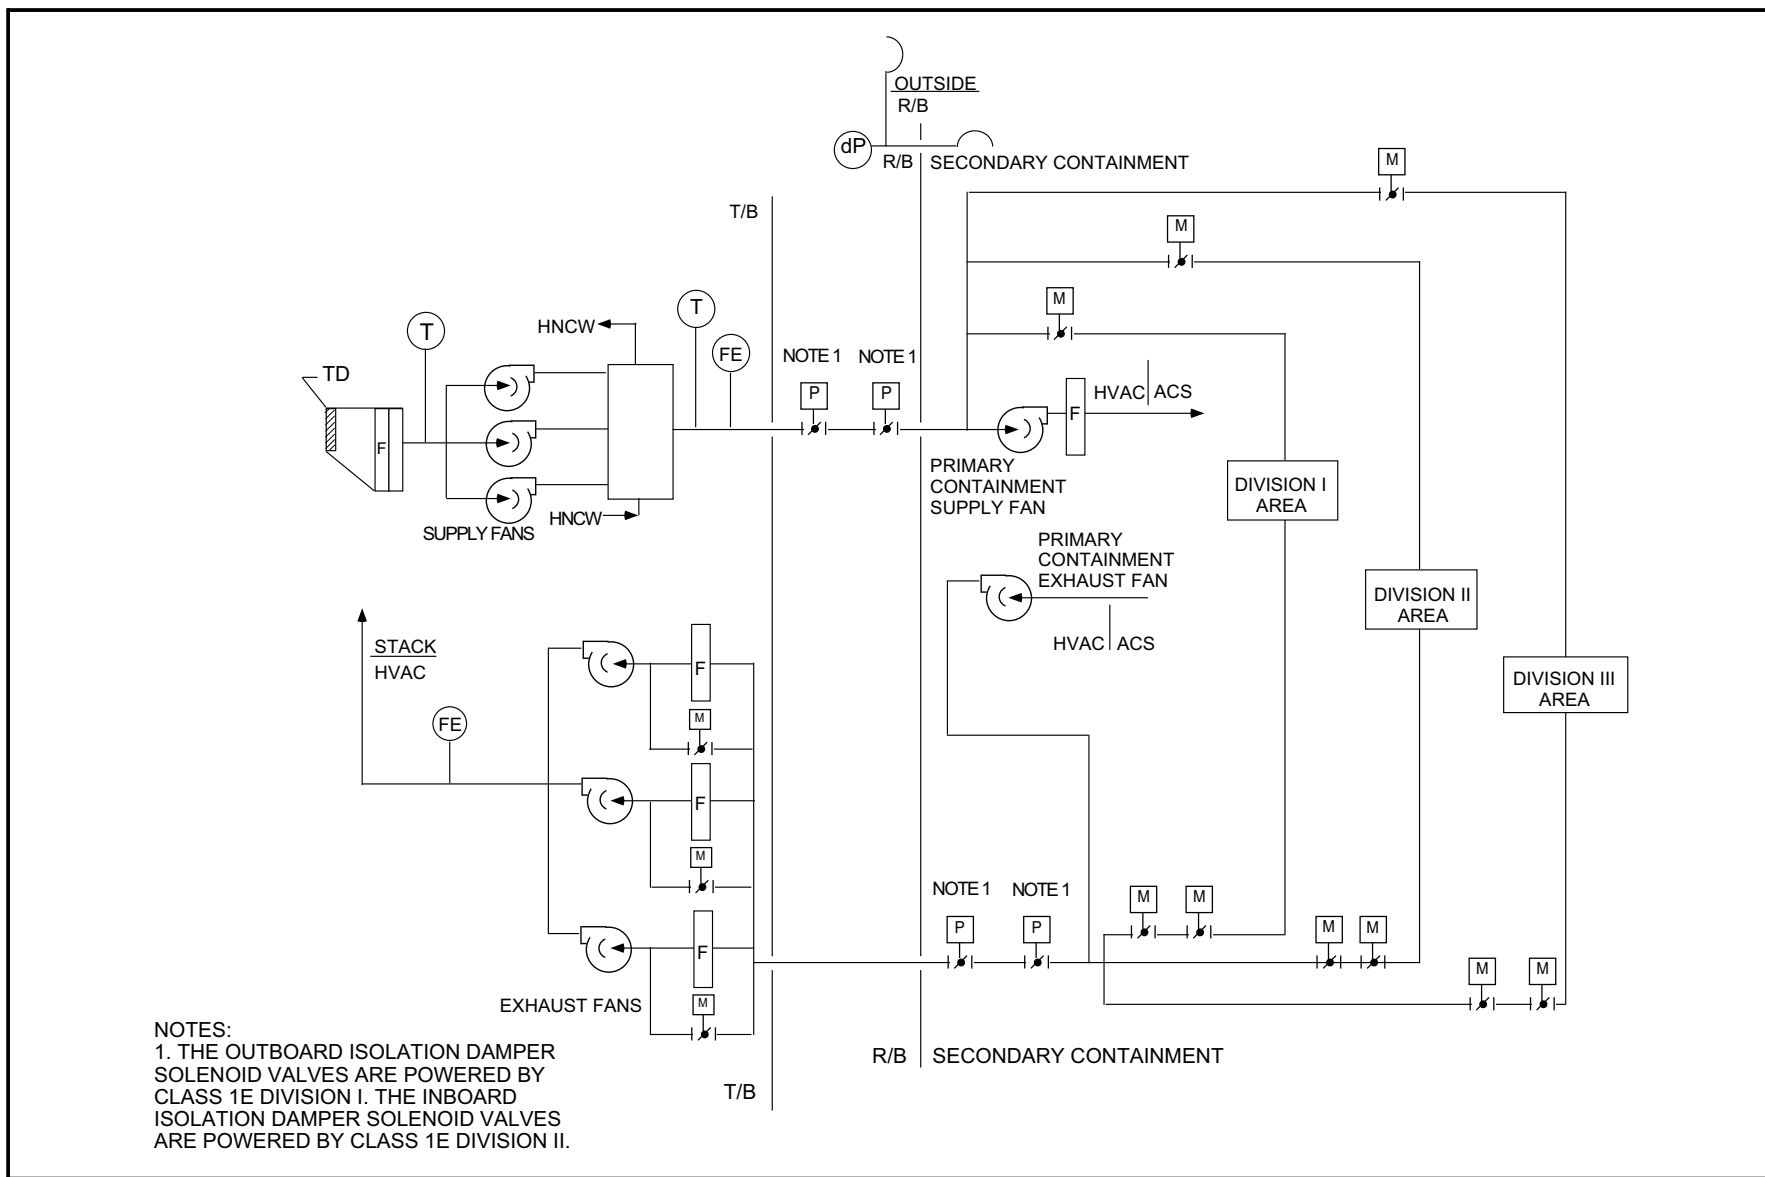 OUTSIDE
R/B
dP
R/B SECONDARY CONTAINMENT
M
T/B
M
M
T
HNCW
T
FE
NOTE 1
NOTE 1
P
P
TD
F
HNCW
SUPPLY FANS
HVAC ACS
F
PRIMARY
CONTAINMENT
SUPPLY FAN
DIVISION I
AREA
PRIMARY
CONTAINMENT
EXHAUST FAN
HVAC ACS
DIVISION II
AREA
DIVISION III
AREA
STACK
HVAC
FE
F
M
F
M
F
M
EXHAUST FANS
NOTE 1
NOTE 1
P
P
M
M
M
M
M
M
R/B SECONDARY CONTAINMENT
T/B
NOTES:
1. THE OUTBOARD ISOLATION DAMPER
SOLENOID VALVES ARE POWERED BY
CLASS 1E DIVISION I. THE INBOARD
ISOLATION DAMPER SOLENOID VALVES
ARE POWERED BY CLASS 1E DIVISION II.